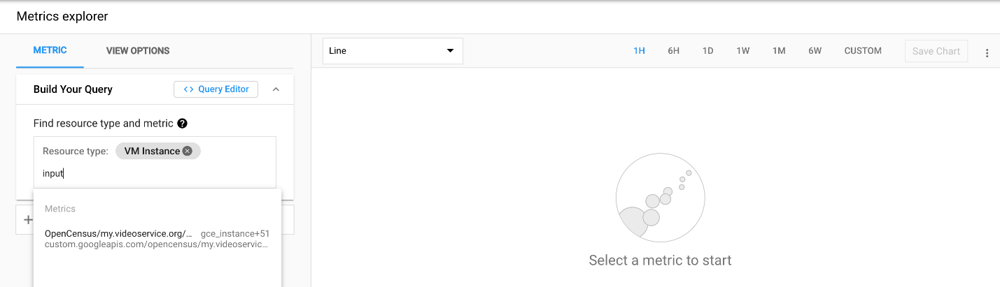 Metrics explorer
METRIC VIEW OPTIONS
Line 1H 6H 1D 1W 1M 6W CUSTOM Save Chart
Build Your Query Query Editor
Find resource type and metric
Resource type: VM Instance
input
Metrics
OpenCensus/my.videoservice.org/... gce_instance+51
custom.googleapis.com/opencensus/my.videoservic...
Select a metric to start